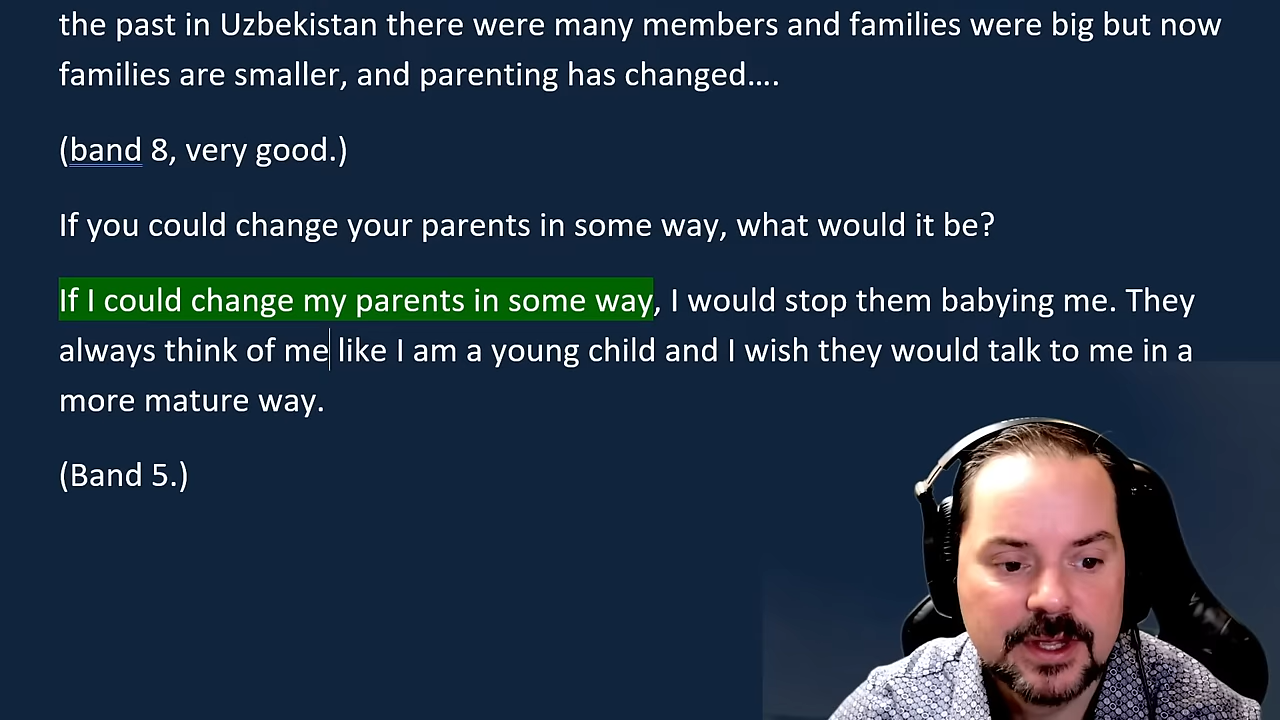 the past in Uzbekistan there were many members and families were big but now
families are smaller, and parenting has changed….
(band 8, very good.)
If you could change your parents in some way, what would it be?
If I could change my parents in some way, I would stop them babying me. They
always think of me like I am a young child and I wish they would talk to me in a
more mature way.
(Band 5.)